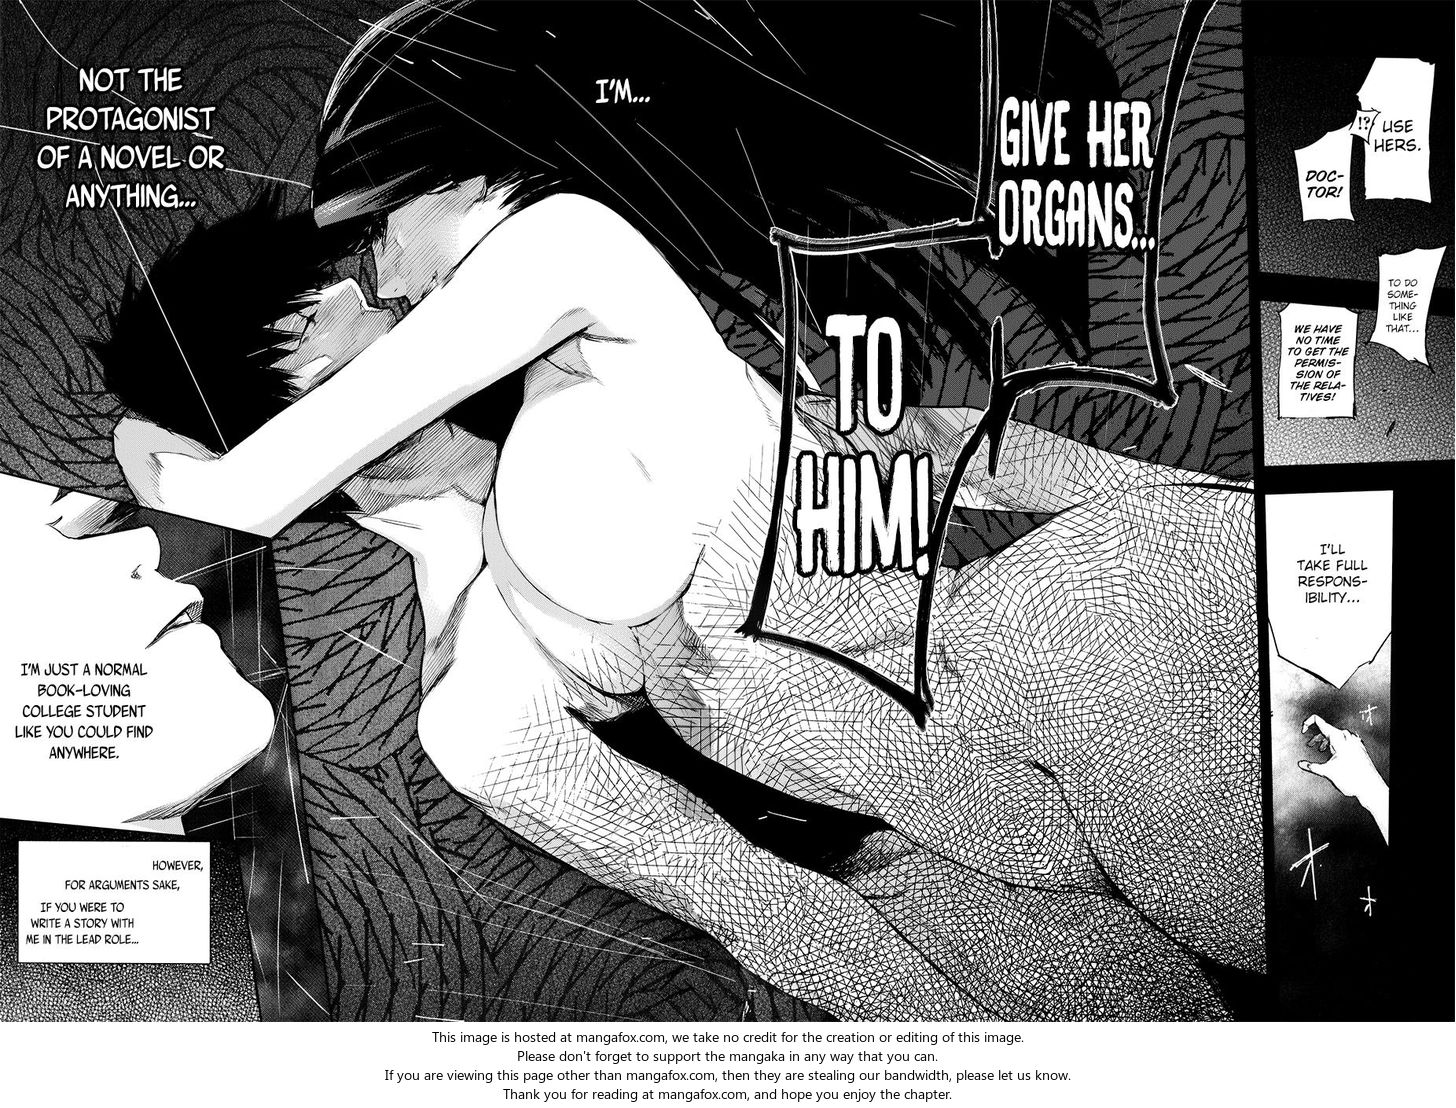 USE
HERS.
!?
DOC-
TOR!
TO DO
SOME-
THING
LIKE
THAT...
WE HAVE
NO TIME
TO GET THE
PERMIS-
SION OF
THE RELA-
TIVES!
I'LL
TAKE FULL
RESPONS-
IBILITY...
オ
オ
オ
GIVE HER
ORGANS...
TO
HIM!
I'M...
NOT THE
PROTAGONIST
OF A NOVEL OR
ANYTHING...
I'M JUST A NORMAL
BOOK-LOVING
COLLEGE STUDENT
LIKE YOU COULD FIND
ANYWHERE.
HOWEVER,
FOR ARGUMENTS SAKE,
IF YOU WERE TO
WRITE A STORY WITH
ME IN THE LEAD ROLE...
This image is hosted at mangafox.com, we take no credit for the creation or editing of this image.
Please don't forget to support the mangaka in any way that you can.
If you are viewing this page other than mangafox.com, then they are stealing our bandwidth, please let us know.
Thank you for reading at mangafox.com, and hope you enjoy the chapter.